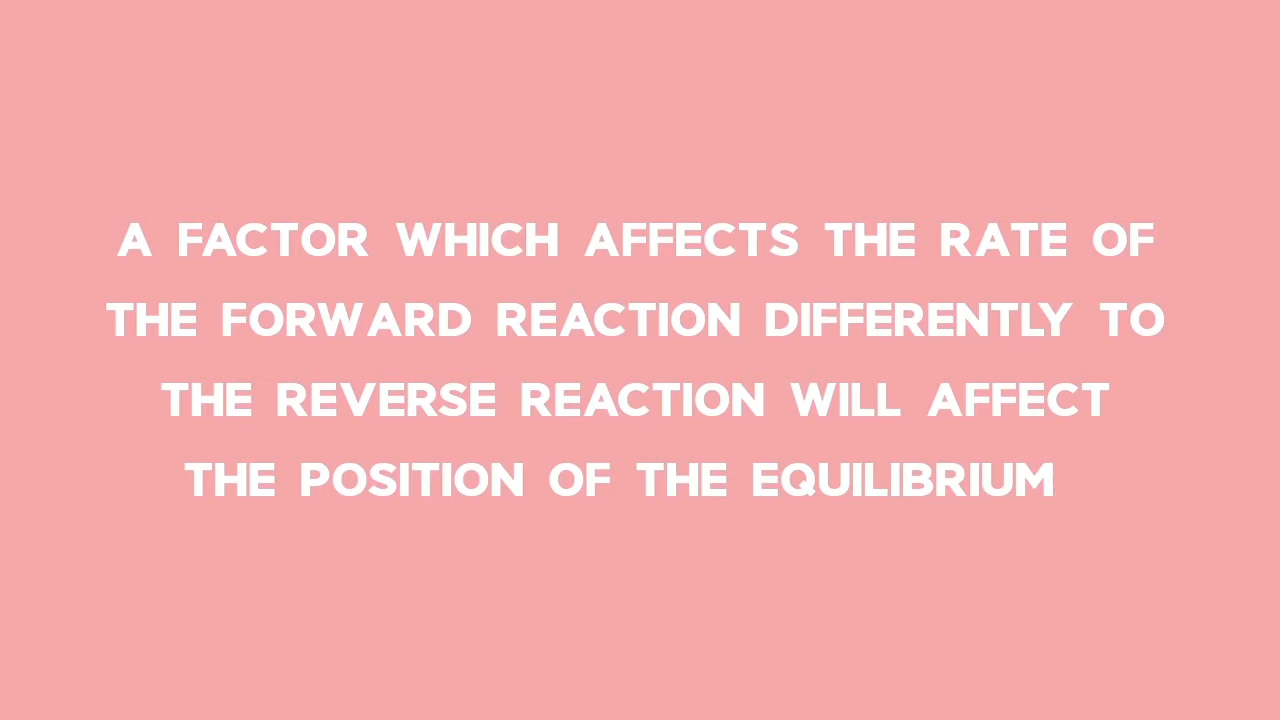 A FACTOR WHICH AFFECTS THE RATE OF
THE FORWARD REACTION DIFFERENTLY TO
THE REVERSE REACTION WILL AFFECT
THE POSITION OF THE EQUILIBRIUM